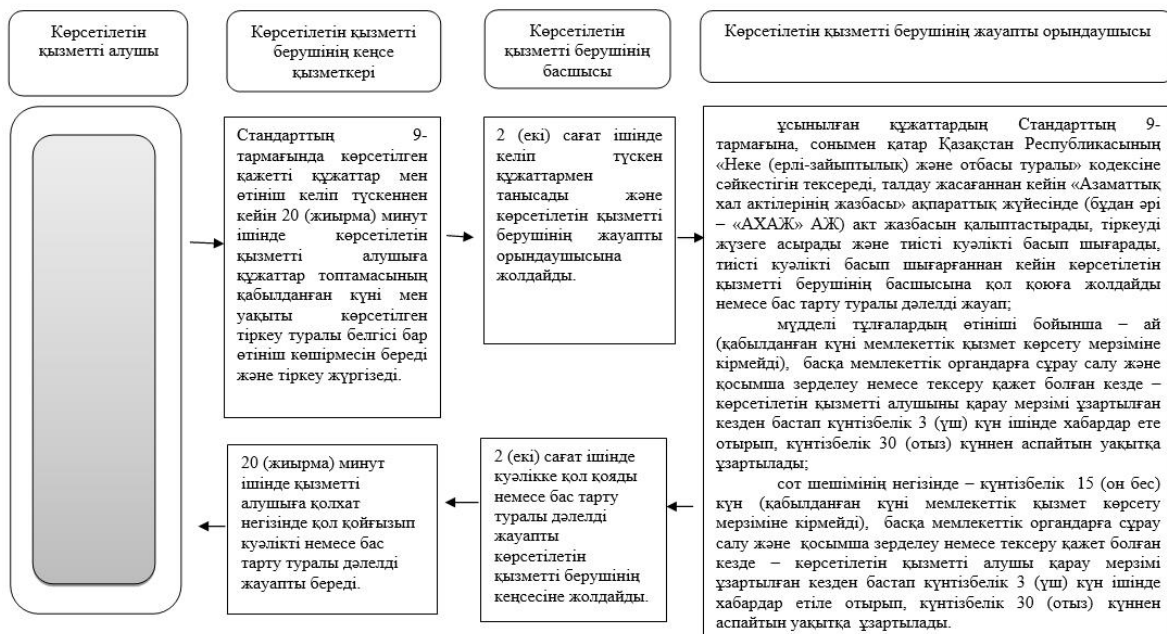 Көрсетілетін
қызметті алушы
Көрсетілетін қызметті
берушінің кеңсе
қызметкері
Көрсетілетін
қызметті берушінің
басшысы
Көрсетілетін қызметті берушінің жауапты орындаушысы
Стандарттың 9-
тармағында көрсетілген
қажетті құжаттар мен
өтініш келіп түскеннен
кейін 20 (жиырма) минут
ішінде көрсетілетін
қызметті алушыға
құжаттар топтамасының
қабылданған күні мен
уақыты көрсетілген
тіркеу туралы белгісі бар
өтініш көшірмесін береді
және тіркеу жүргізеді.
2 (екі) сағат ішінде
келіп түскен
құжаттармен
танысады және
көрсетілетін қызметті
берушінің жауапты
орындаушысына
жолдайды.
ұсынылған құжаттардың Стандарттың 9-
тармағына, сонымен қатар Қазақстан Республикасының
«Неке (ерлі-зайыптылық) және отбасы туралы» кодексіне
сәйкестігін тексереді, талдау жасағаннан кейін «Азаматтық
хал актілерінің жазбасы» ақпараттық жүйесінде (бұдан әрі
– «АХАЖ» АЖ) акт жазбасын қалыптастырады, тіркеуді
жүзеге асырады және тиісті куәлікті басып шығарады,
тиісті куәлікті басып шығарғаннан кейін көрсетілетін
қызметті берушінің басшысына қол қоюға жолдайды
немесе бас тарту туралы дәлелді жауап;
мүдделі тұлғалардың өтініші бойынша – ай
(қабылданған күні мемлекеттік қызмет көрсету мерзіміне
кірмейді), басқа мемлекеттік органдарға сұрау салу және
қосымша зерделеу немесе тексеру қажет болған кезде –
көрсетілетін қызметті алушыны қарау мерзімі ұзартылған
кезден бастап күнтізбелік 3 (үш) күн ішінде хабардар ете
отырып, күнтізбелік 30 (отыз) күннен аспайтын уақытқа
ұзартылады;
сот шешімінің негізінде – күнтізбелік 15 (он бес)
күн (қабылданған күні мемлекеттік қызмет көрсету
мерзіміне кірмейді), басқа мемлекеттік органдарға сұрау
салу және қосымша зерделеу немесе тексеру қажет болған
кезде – көрсетілетін қызметті алушы қарау мерзімі
ұзартылған кезден бастап күнтізбелік 3 (үш) күн ішінде
хабардар етіле отырып, күнтізбелік 30 (отыз) күннен
аспайтын уақытқа ұзартылады.
2 (екі) сағат ішінде
куәлікке қол қояды
немесе бас тарту
туралы дәлелді
жауапты
көрсетілетін
қызметті берушінің
кеңсесіне жолдайды.
20 (жиырма) минут
ішінде қызметті
алушыға қолхат
негізінде қол қойғызып
куәлікті немесе бас
тарту туралы дәлелді
жауапты береді.